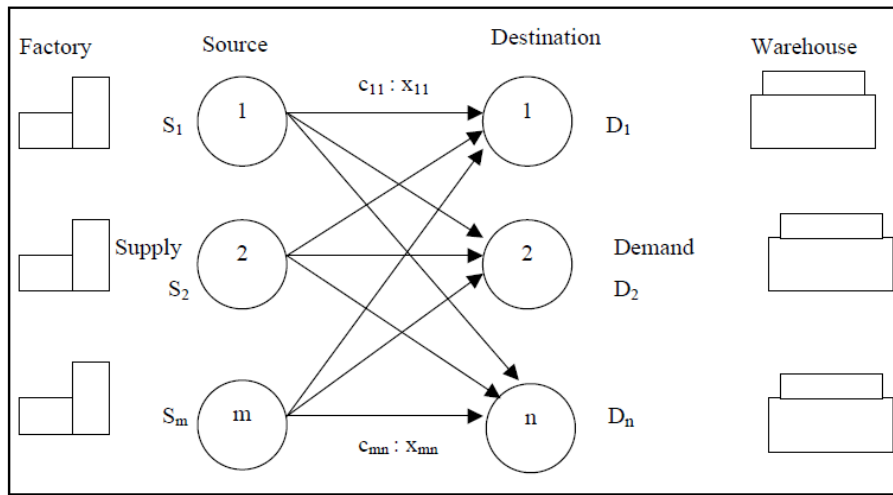 Factory
Source
Destination
Warehouse
c₁₁ : x₁₁
S₁
1
1
D₁
Supply
2
2
Demand
S₂
D₂
Sₘ
m
n
Dₙ
cₘₙ : xₘₙ